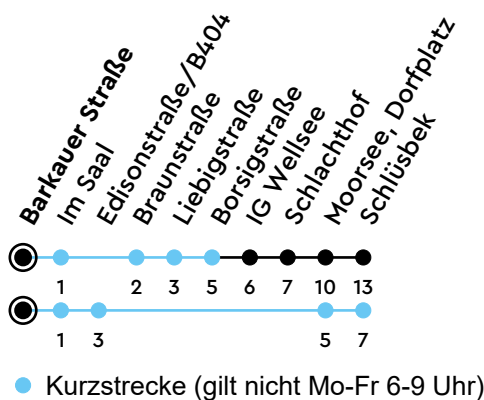 Barkauer Straße
Im Saal
Edisonstraße/B404
Braunstraße
Liebigstraße
Borsigstraße
IG Wellsee
Schlachthof
Moorsee, Dorfplatz
Schlüsbek
1 2 3 5 6 7 10 13
1 3 5 7
Kurzstrecke (gilt nicht Mo-Fr 6-9 Uhr)